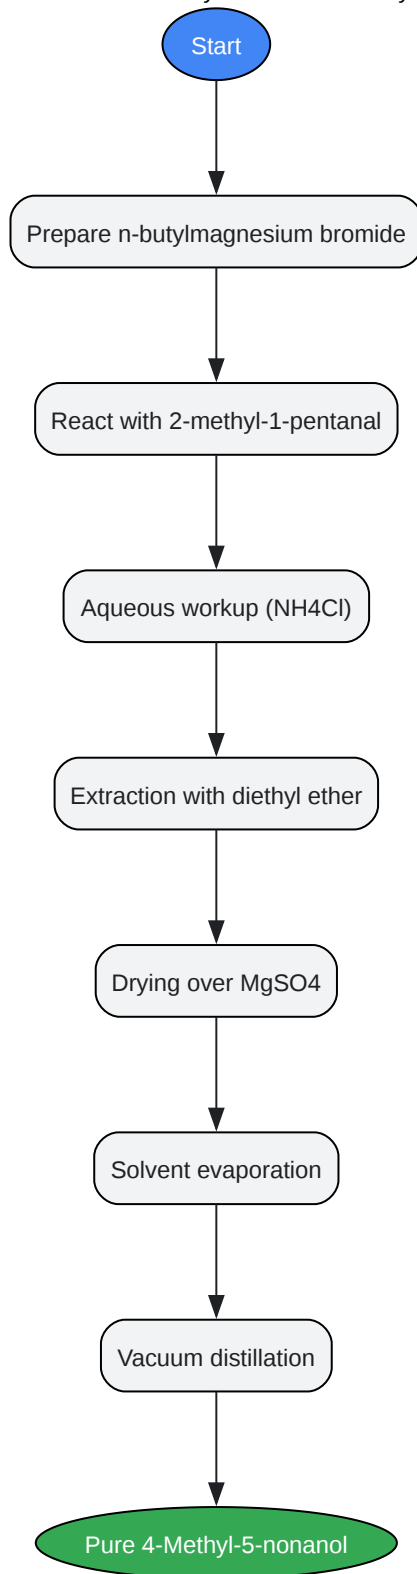 Start
Prepare n-butylmagnesium bromide
React with 2-methyl-1-pentanal
Aqueous workup (NH4Cl)
Extraction with diethyl ether
Drying over MgSO4
Solvent evaporation
Vacuum distillation
Pure 4-Methyl-5-nonanol